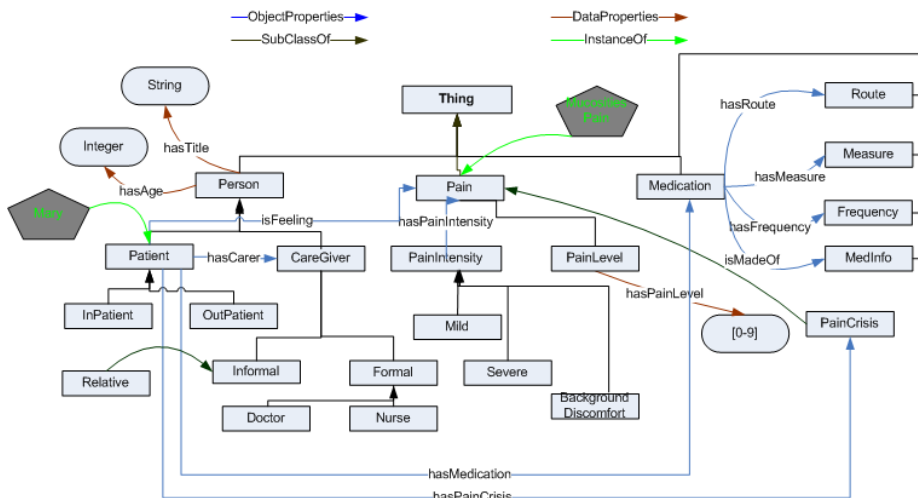 ObjectProperties
DataProperties
SubClassOf
InstanceOf
String
Thing
Mucosities
Pain
hasRoute
Route
Integer
hasTitle
hasMeasure
Measure
hasAge
Person
Pain
Medication
Mary
isFeeling
hasPainIntensity
hasFrequency
Frequency
Patient
hasCarer
CareGiver
PainIntensity
PainLevel
isMadeOf
MedInfo
hasPainLevel
InPatient
OutPatient
Mild
[0-9]
PainCrisis
Relative
Informal
Formal
Severe
Background
Discomfort
Doctor
Nurse
hasMedication
hasPainCrisis